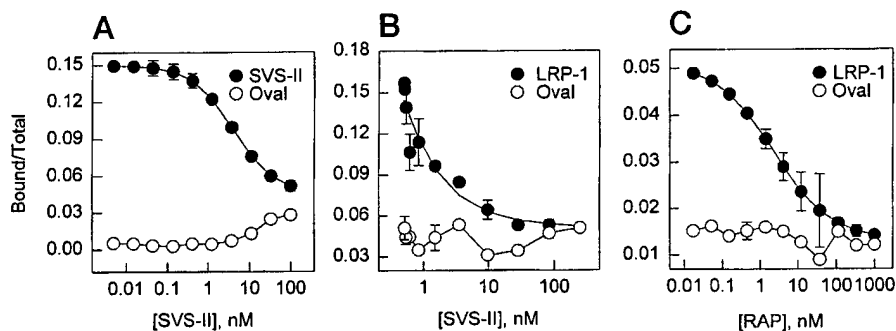 A
B
C
Bound/Total
0.15
0.12
0.09
0.06
0.03
0.00
SVS-II
Oval
0.01 0.1 1 10 100
[SVS-II], nM
0.18
0.15
0.12
0.09
0.06
0.03
LRP-1
Oval
1 10 100
[SVS-II], nM
0.05
0.04
0.03
0.02
0.01
LRP-1
Oval
0.01 0.1 1 10 100 1000
[RAP], nM